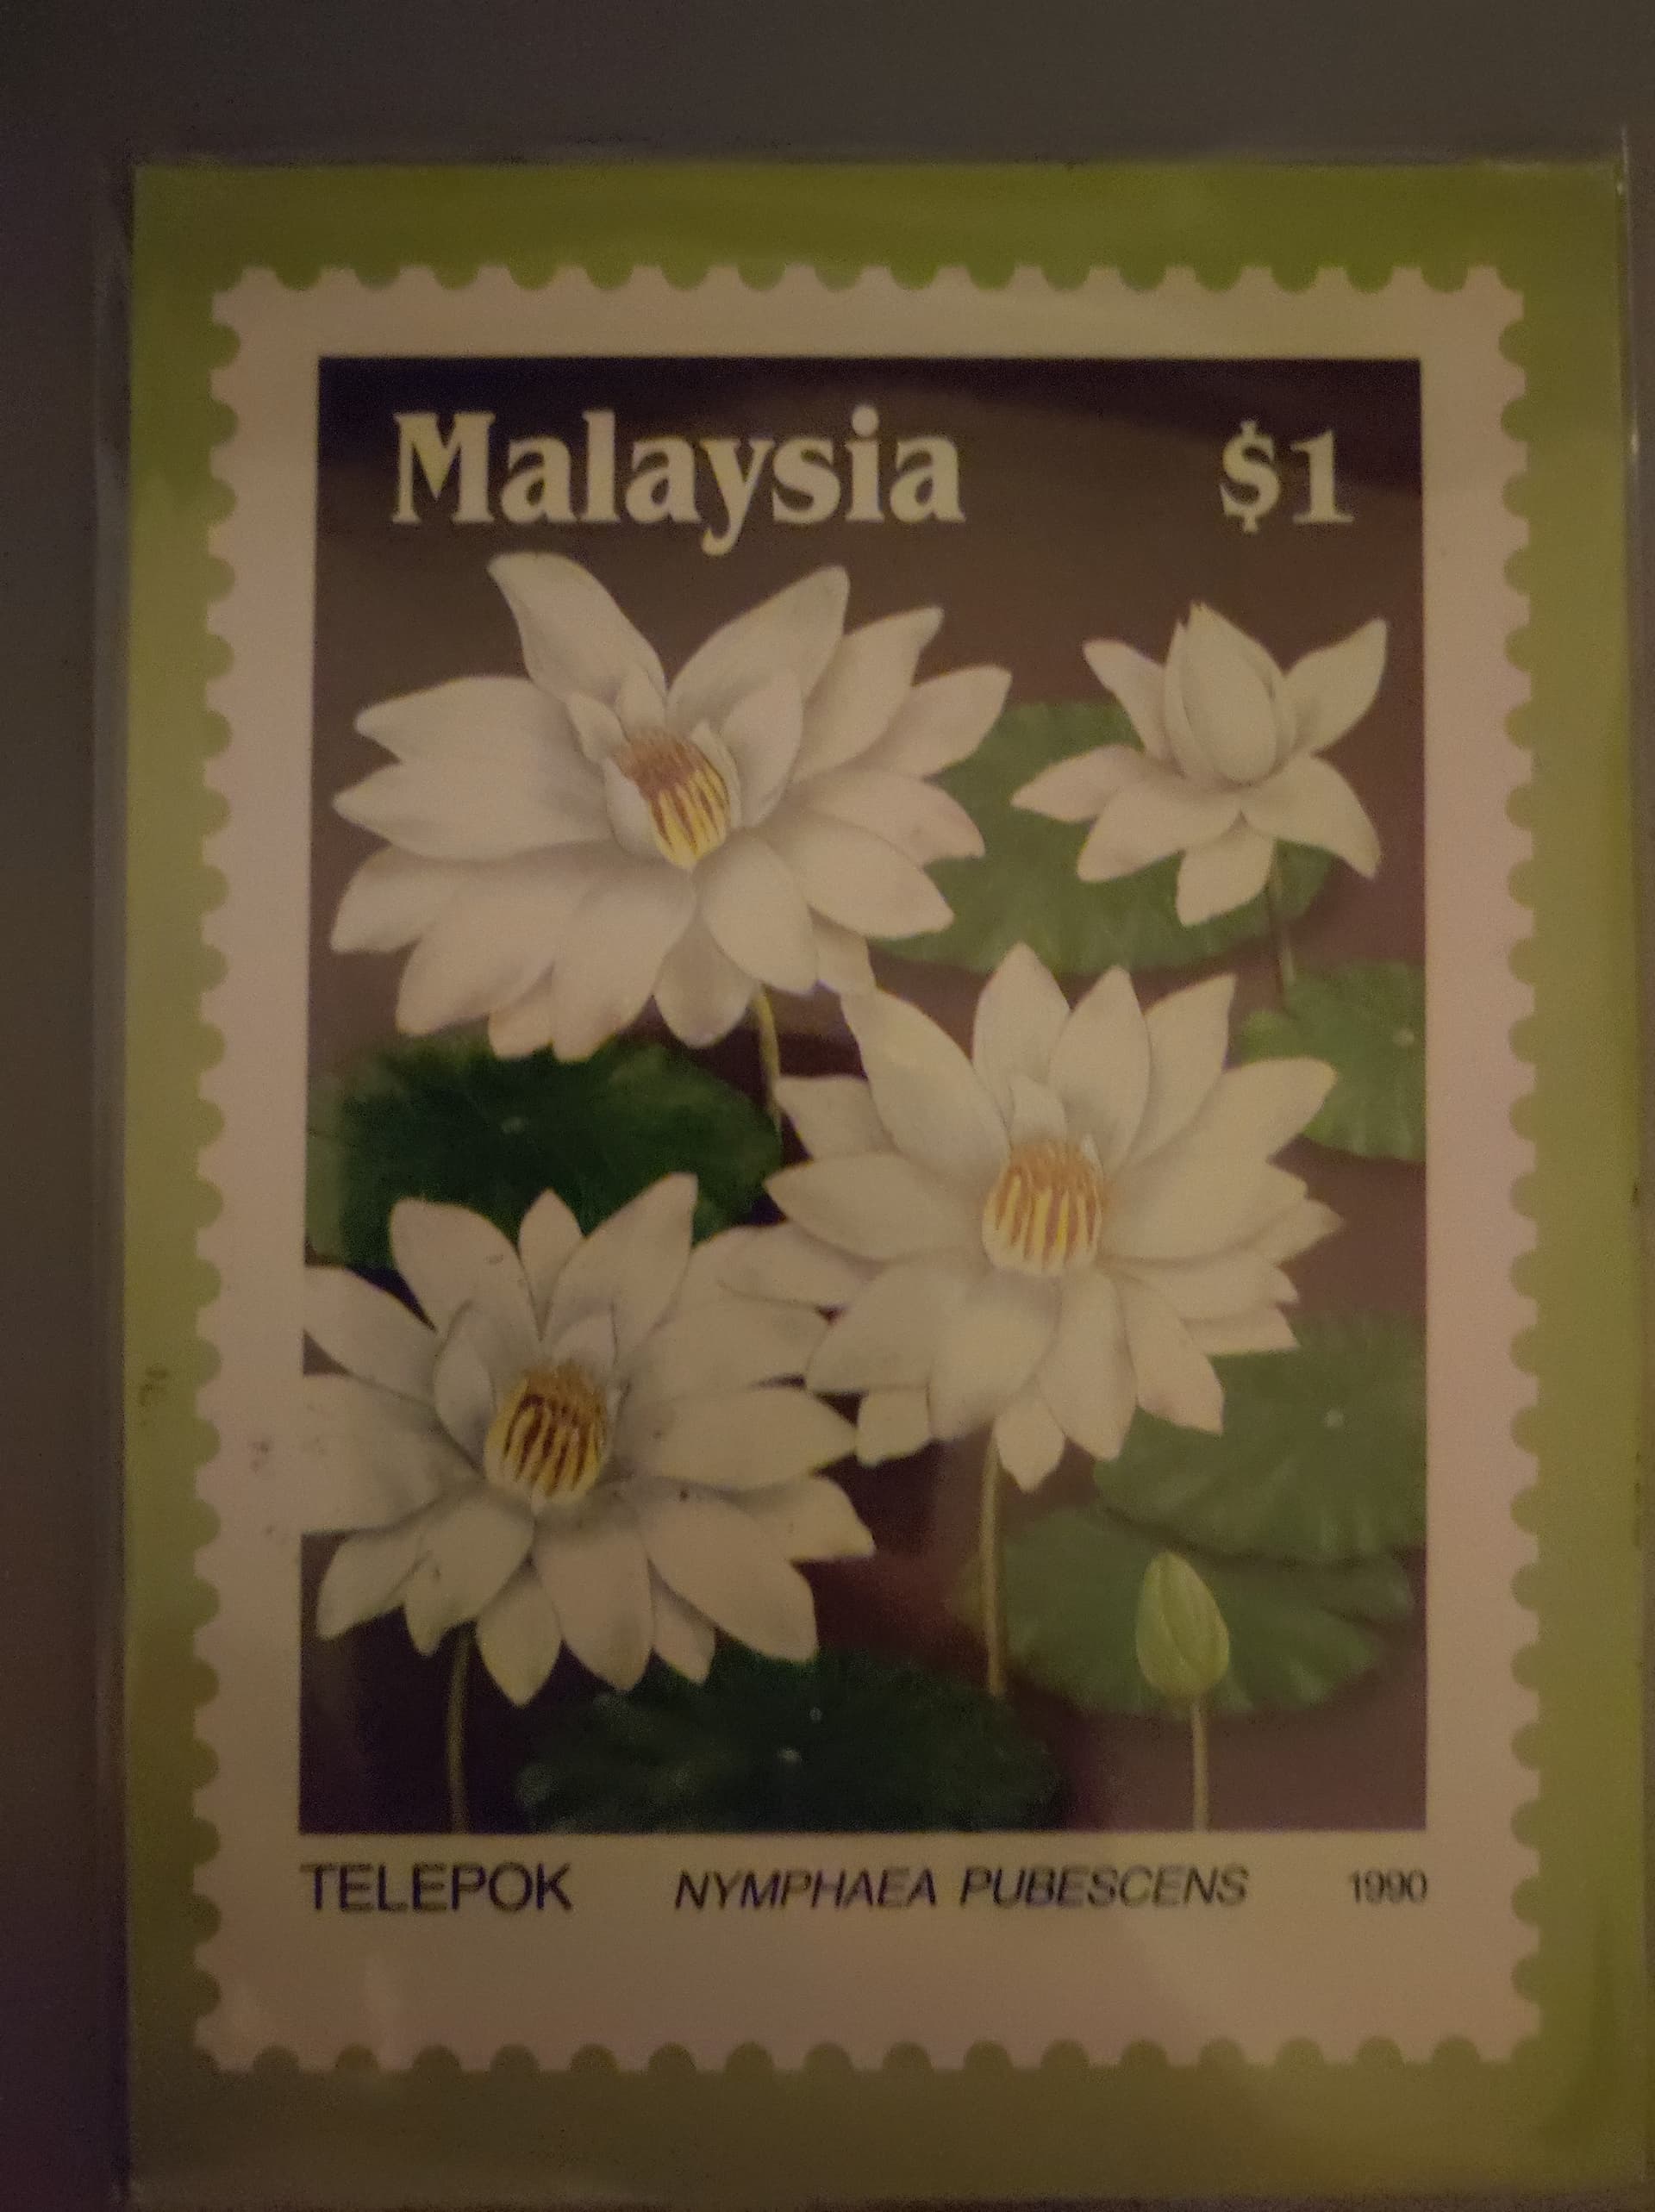 Malaysia $1
TELEPOK NYMPHAEA PUBESCENS 1990